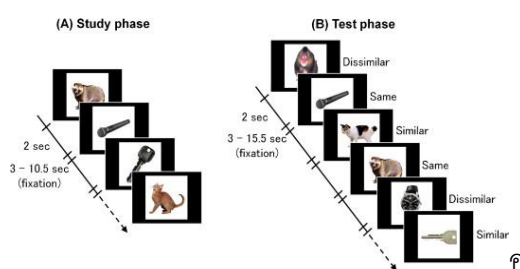 (A) Study phase
2 sec
3 - 10.5 sec
(fixation)
(B) Test phase
Dissimilar
Same
2 sec
Similar
3 - 15.5 sec
(fixation)
Same
Dissimilar
Similar